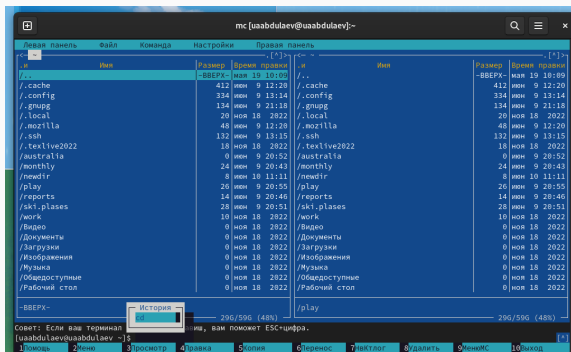 mc [uaabdulaev@uaabdulaev]:~
Левая панель Файл Команда Настройки Правая панель
<- ~ .[^]> <- ~ .[^]>
.и Имя Размер Время правки .и Имя Размер Время правки
/.. -ВВЕРХ- мая 19 10:09 /.. -ВВЕРХ- мая 19 10:09
/.cache 412 июн 9 12:20 /.cache 412 июн 9 12:20
/.config 334 июн 9 13:14 /.config 334 июн 9 13:14
/.gnupg 134 июн 9 21:18 /.gnupg 134 июн 9 21:18
/.local 20 ноя 18 2022 /.local 20 ноя 18 2022
/.mozilla 48 июн 9 12:20 /.mozilla 48 июн 9 12:20
/.ssh 132 июн 9 13:15 /.ssh 132 июн 9 13:15
/.texlive2022 18 ноя 18 2022 /.texlive2022 18 ноя 18 2022
/australia 0 июн 9 20:52 /australia 0 июн 9 20:52
/monthly 24 июн 9 20:43 /monthly 24 июн 9 20:43
/newdir 8 июн 10 11:11 /newdir 8 июн 10 11:11
/play 26 июн 9 20:55 /play 26 июн 9 20:55
/reports 14 июн 9 20:46 /reports 14 июн 9 20:46
/ski.plases 28 июн 9 20:51 /ski.plases 28 июн 9 20:51
/work 10 ноя 18 2022 /work 10 ноя 18 2022
/Видео 0 ноя 18 2022 /Видео 0 ноя 18 2022
/Документы 0 ноя 18 2022 /Документы 0 ноя 18 2022
/Загрузки 0 ноя 18 2022 /Загрузки 0 ноя 18 2022
/Изображения 0 ноя 18 2022 /Изображения 0 ноя 18 2022
/Музыка 0 ноя 18 2022 /Музыка 0 ноя 18 2022
/Общедоступные 0 ноя 18 2022 /Общедоступные 0 ноя 18 2022
/Рабочий стол 0 ноя 18 2022 /Рабочий стол 0 ноя 18 2022
-ВВЕРХ- /play
История
cd
29G/59G (48%) 29G/59G (48%)
Совет: Если ваш терминал виш, вам поможет ESC+цифра.
[uaabdulaev@uaabdulaev ~]$ [^]
1Помощь 2Меню 3Просмотр 4Правка 5Копия 6Перенос 7НвКтлог 8Удалить 9МенюMC 10Выход